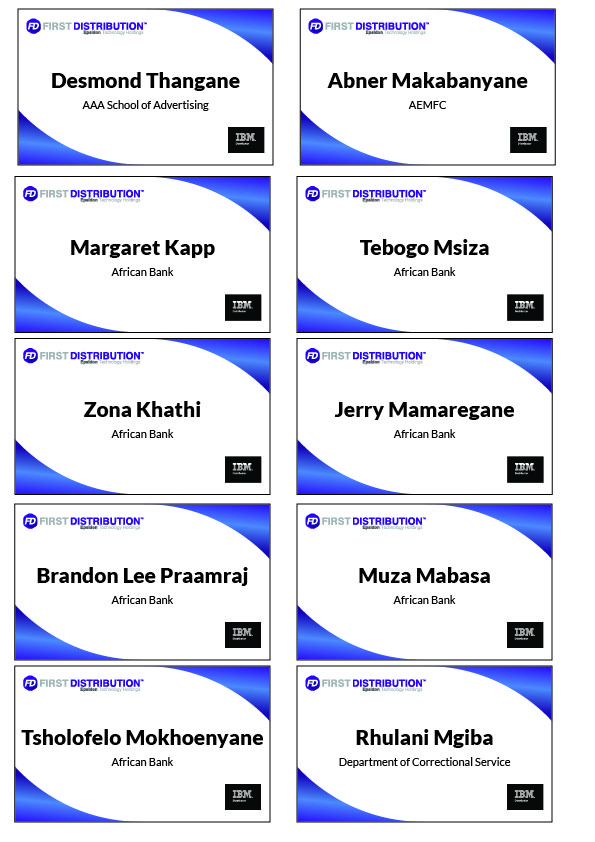 FD FIRST DISTRIBUTION™
Epsidon Technology Holdings
Desmond Thangane
AAA School of Advertising
IBM
FD FIRST DISTRIBUTION™
Epsidon Technology Holdings
Abner Makabanyane
AEMFC
IBM
FD FIRST DISTRIBUTION™
Epsidon Technology Holdings
Margaret Kapp
African Bank
IBM
FD FIRST DISTRIBUTION™
Epsidon Technology Holdings
Tebogo Msiza
African Bank
IBM
FD FIRST DISTRIBUTION™
Epsidon Technology Holdings
Zona Khathi
African Bank
IBM
FD FIRST DISTRIBUTION™
Epsidon Technology Holdings
Jerry Mamaregane
African Bank
IBM
FD FIRST DISTRIBUTION™
Epsidon Technology Holdings
Brandon Lee Praamraj
African Bank
IBM
FD FIRST DISTRIBUTION™
Epsidon Technology Holdings
Muza Mabasa
African Bank
IBM
FD FIRST DISTRIBUTION™
Epsidon Technology Holdings
Tsholofelo Mokhoenyane
African Bank
IBM
FD FIRST DISTRIBUTION™
Epsidon Technology Holdings
Rhulani Mgiba
Department of Correctional Service
IBM